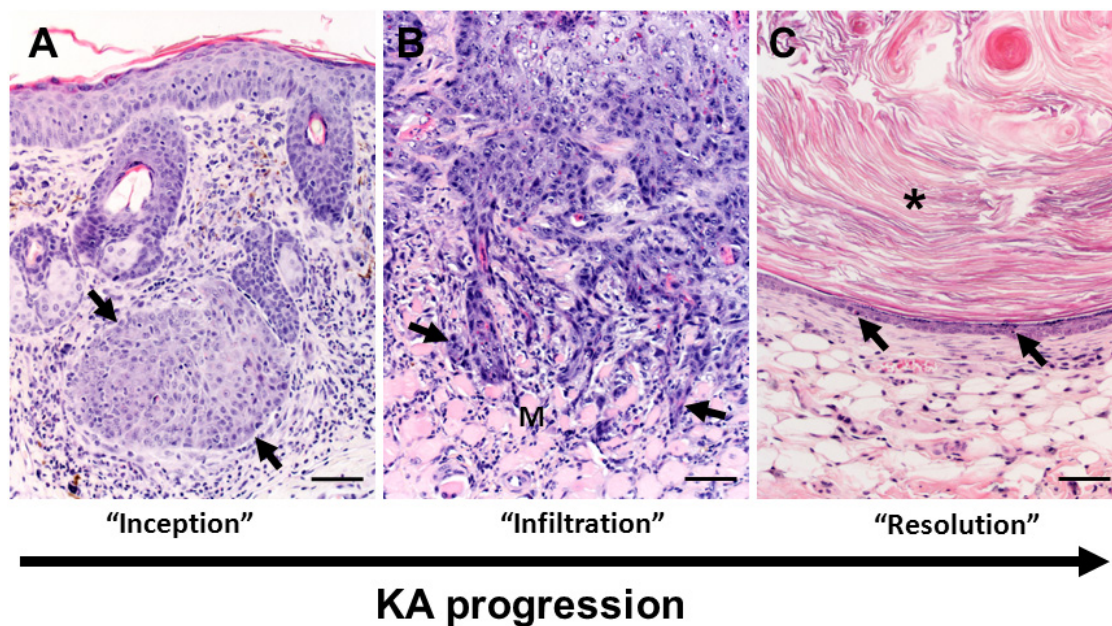 A
B
C
*
M
“Inception”
“Infiltration”
“Resolution”
KA progression